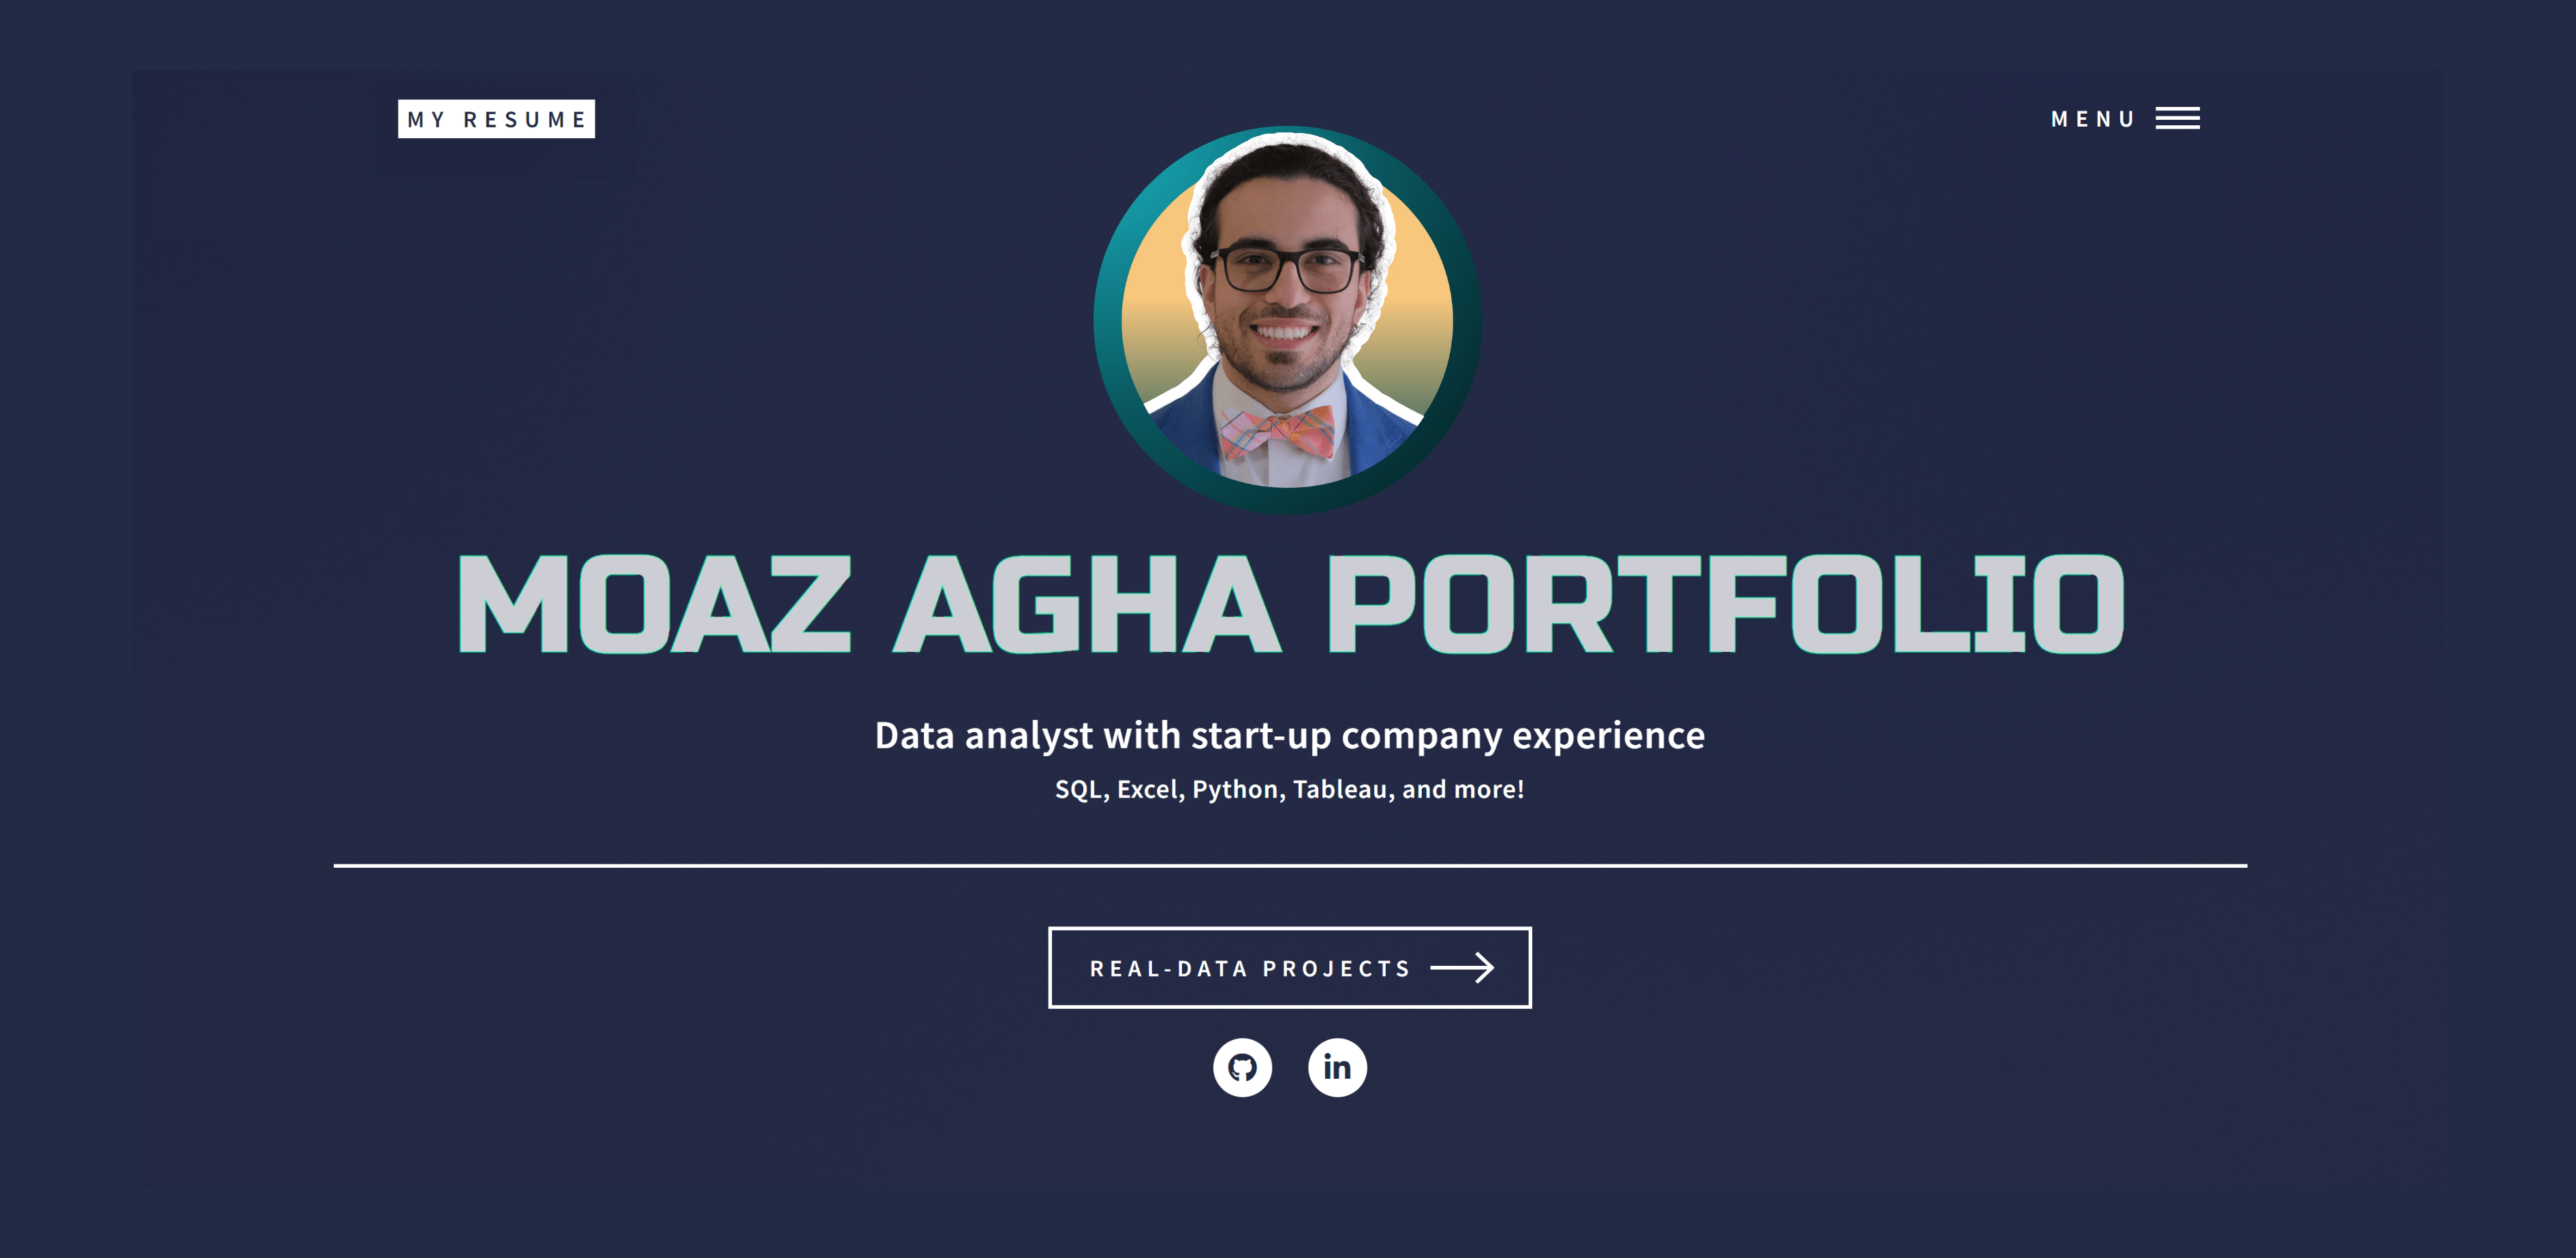 MY RESUME
MENU
MOAZ AGHA PORTFOLIO
Data analyst with start-up company experience
SQL, Excel, Python, Tableau, and more!
REAL-DATA PROJECTS
in